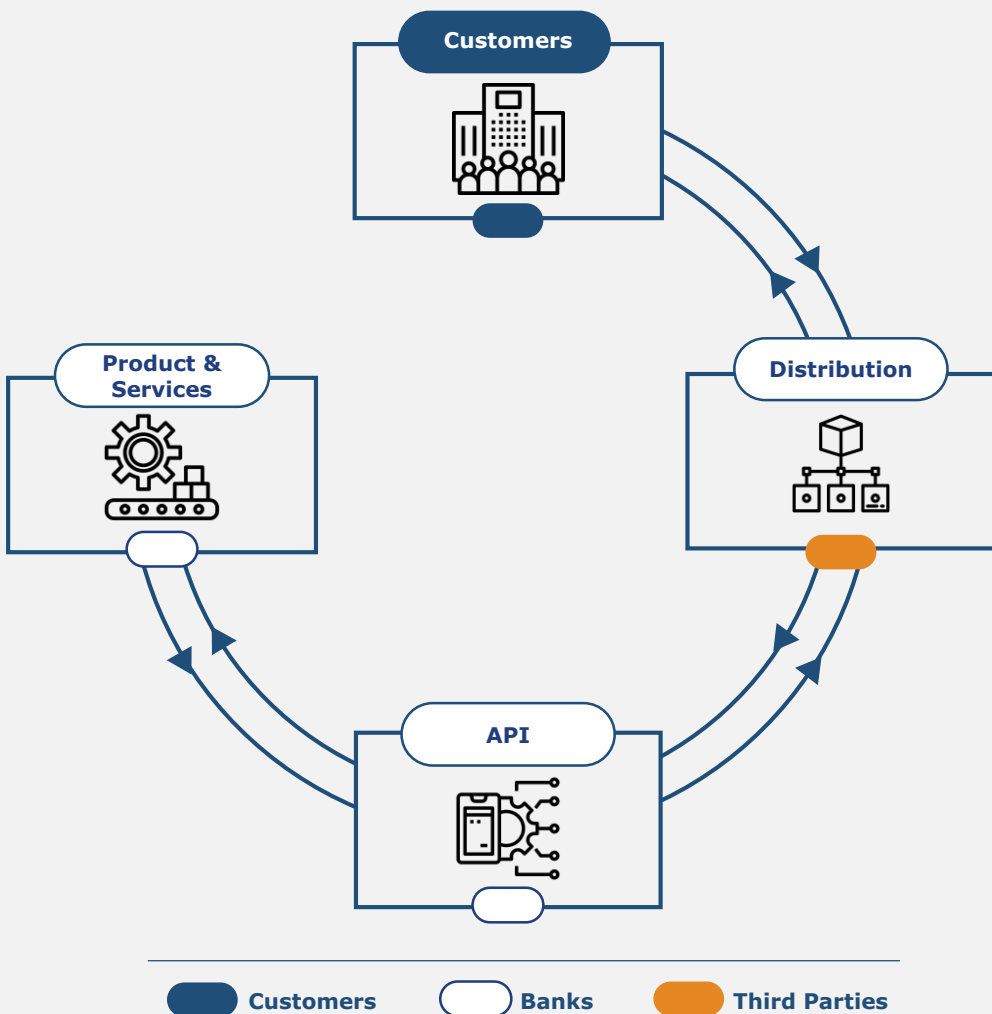 Customers
Product &
Services
Distribution
API
Customers
Banks
Third Parties